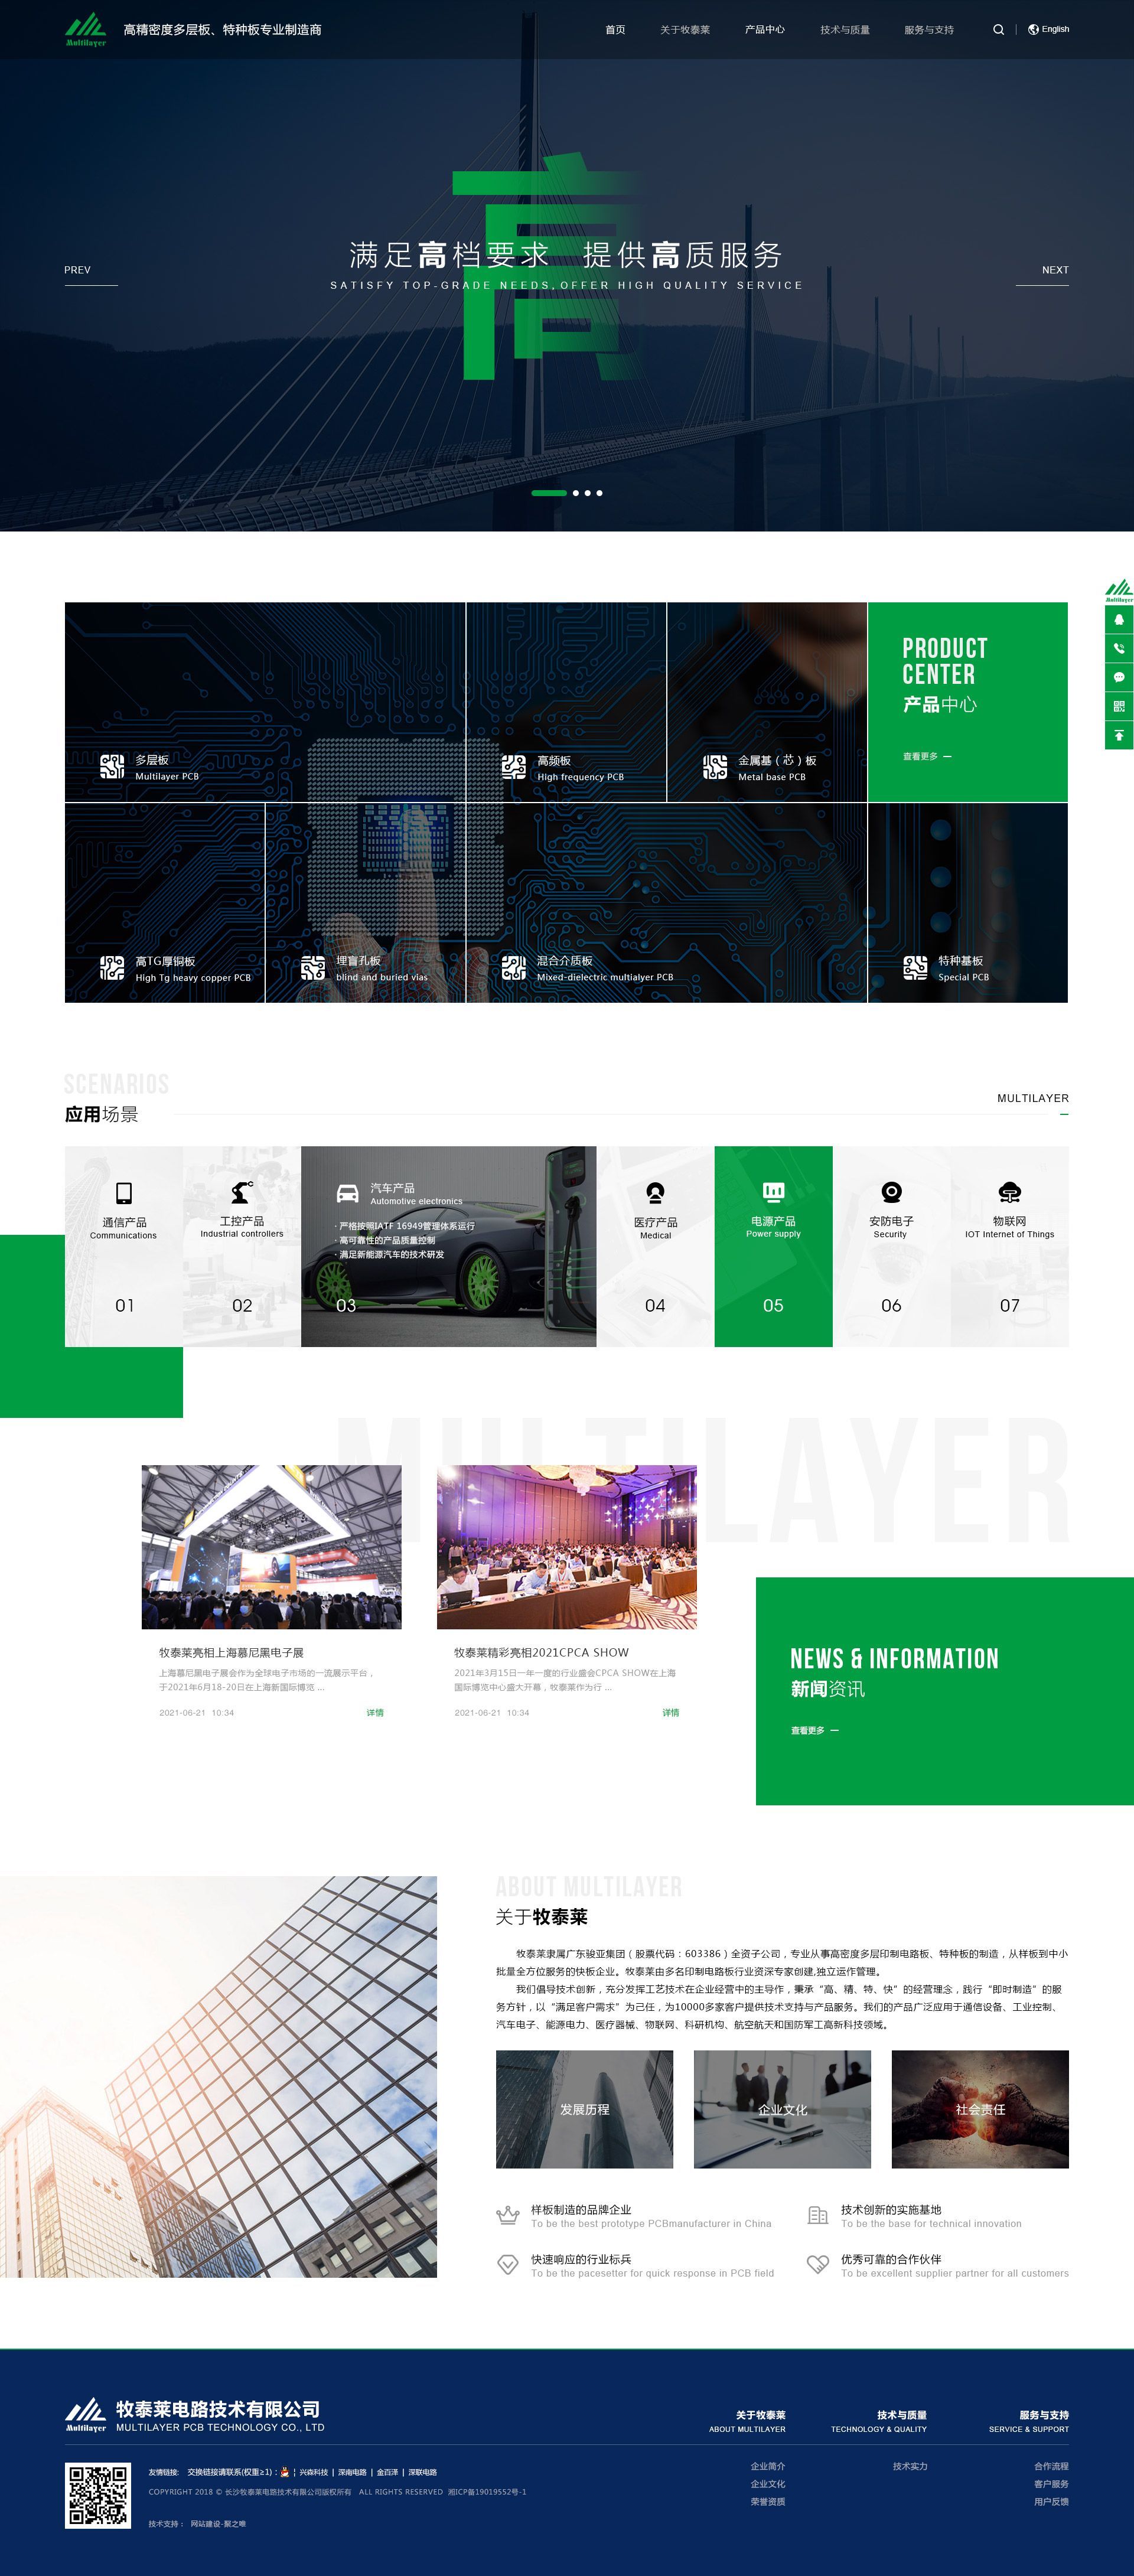 Multilayer
高精密度多层板、特种板专业制造商
首页 关于牧泰莱 产品中心 技术与质量 服务与支持 English
高
满足高档要求 提供高质服务
SATISFY TOP-GRADE NEEDS,OFFER HIGH QUALITY SERVICE
PREV
NEXT
Multilayer
多层板
Multilayer PCB
高频板
High frequency PCB
金属基（芯）板
Metal base PCB
PRODUCT
CENTER
产品中心
查看更多
高TG厚铜板
High Tg heavy copper PCB
埋盲孔板
blind and buried vias
混合介质板
Mixed-dielectric multialyer PCB
特种基板
Special PCB
SCENARIOS
应用场景
MULTILAYER
通信产品
Communications
01
工控产品
Industrial controllers
02
汽车产品
Automotive electronics
· 严格按照IATF 16949管理体系运行
· 高可靠性的产品质量控制
· 满足新能源汽车的技术研发
03
医疗产品
Medical
04
电源产品
Power supply
05
安防电子
Security
06
物联网
IOT Internet of Things
07
MULTILAYER
牧泰莱亮相上海慕尼黑电子展
上海慕尼黑电子展会作为全球电子市场的一流展示平台，
于2021年6月18-20日在上海新国际博览 ...
2021-06-21 10:34 详情
牧泰莱精彩亮相2021CPCA SHOW
2021年3月15日一年一度的行业盛会CPCA SHOW在上海
国际博览中心盛大开幕，牧泰莱作为行 ...
2021-06-21 10:34 详情
NEWS & INFORMATION
新闻资讯
查看更多
ABOUT MULTILAYER
关于牧泰莱
牧泰莱隶属广东骏亚集团（股票代码：603386）全资子公司，专业从事高密度多层印制电路板、特种板的制造，从样板到中小
批量全方位服务的快板企业。牧泰莱由多名印制电路板行业资深专家创建,独立运作管理。
我们倡导技术创新，充分发挥工艺技术在企业经营中的主导作，秉承“高、精、特、快”的经营理念，践行“即时制造”的服
务方针，以“满足客户需求”为己任，为10000多家客户提供技术支持与产品服务。我们的产品广泛应用于通信设备、工业控制、
汽车电子、能源电力、医疗器械、物联网、科研机构、航空航天和国防军工高新科技领域。
发展历程
企业文化
社会责任
样板制造的品牌企业
To be the best prototype PCBmanufacturer in China
技术创新的实施基地
To be the base for technical innovation
快速响应的行业标兵
To be the pacesetter for quick response in PCB field
优秀可靠的合作伙伴
To be excellent supplier partner for all customers
Multilayer
牧泰莱电路技术有限公司
MULTILAYER PCB TECHNOLOGY CO., LTD
关于牧泰莱 技术与质量 服务与支持
ABOUT MULTILAYER TECHNOLOGY & QUALITY SERVICE & SUPPORT
企业简介 技术实力 合作流程
企业文化 客户服务
荣誉资质 用户反馈
友情链接: 交换链接请联系(权重≥1)： | 兴森科技 | 深南电路 | 金百泽 | 深联电路
COPYRIGHT 2018 © 长沙牧泰莱电路技术有限公司版权所有 ALL RIGHTS RESERVED 湘ICP备19019552号-1
技术支持： 网站建设-聚之唯